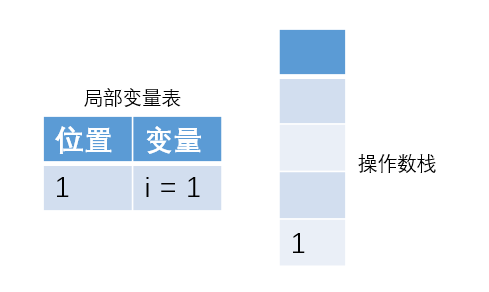 局部变量表
位置 变量
1 i = 1
操作数栈
1